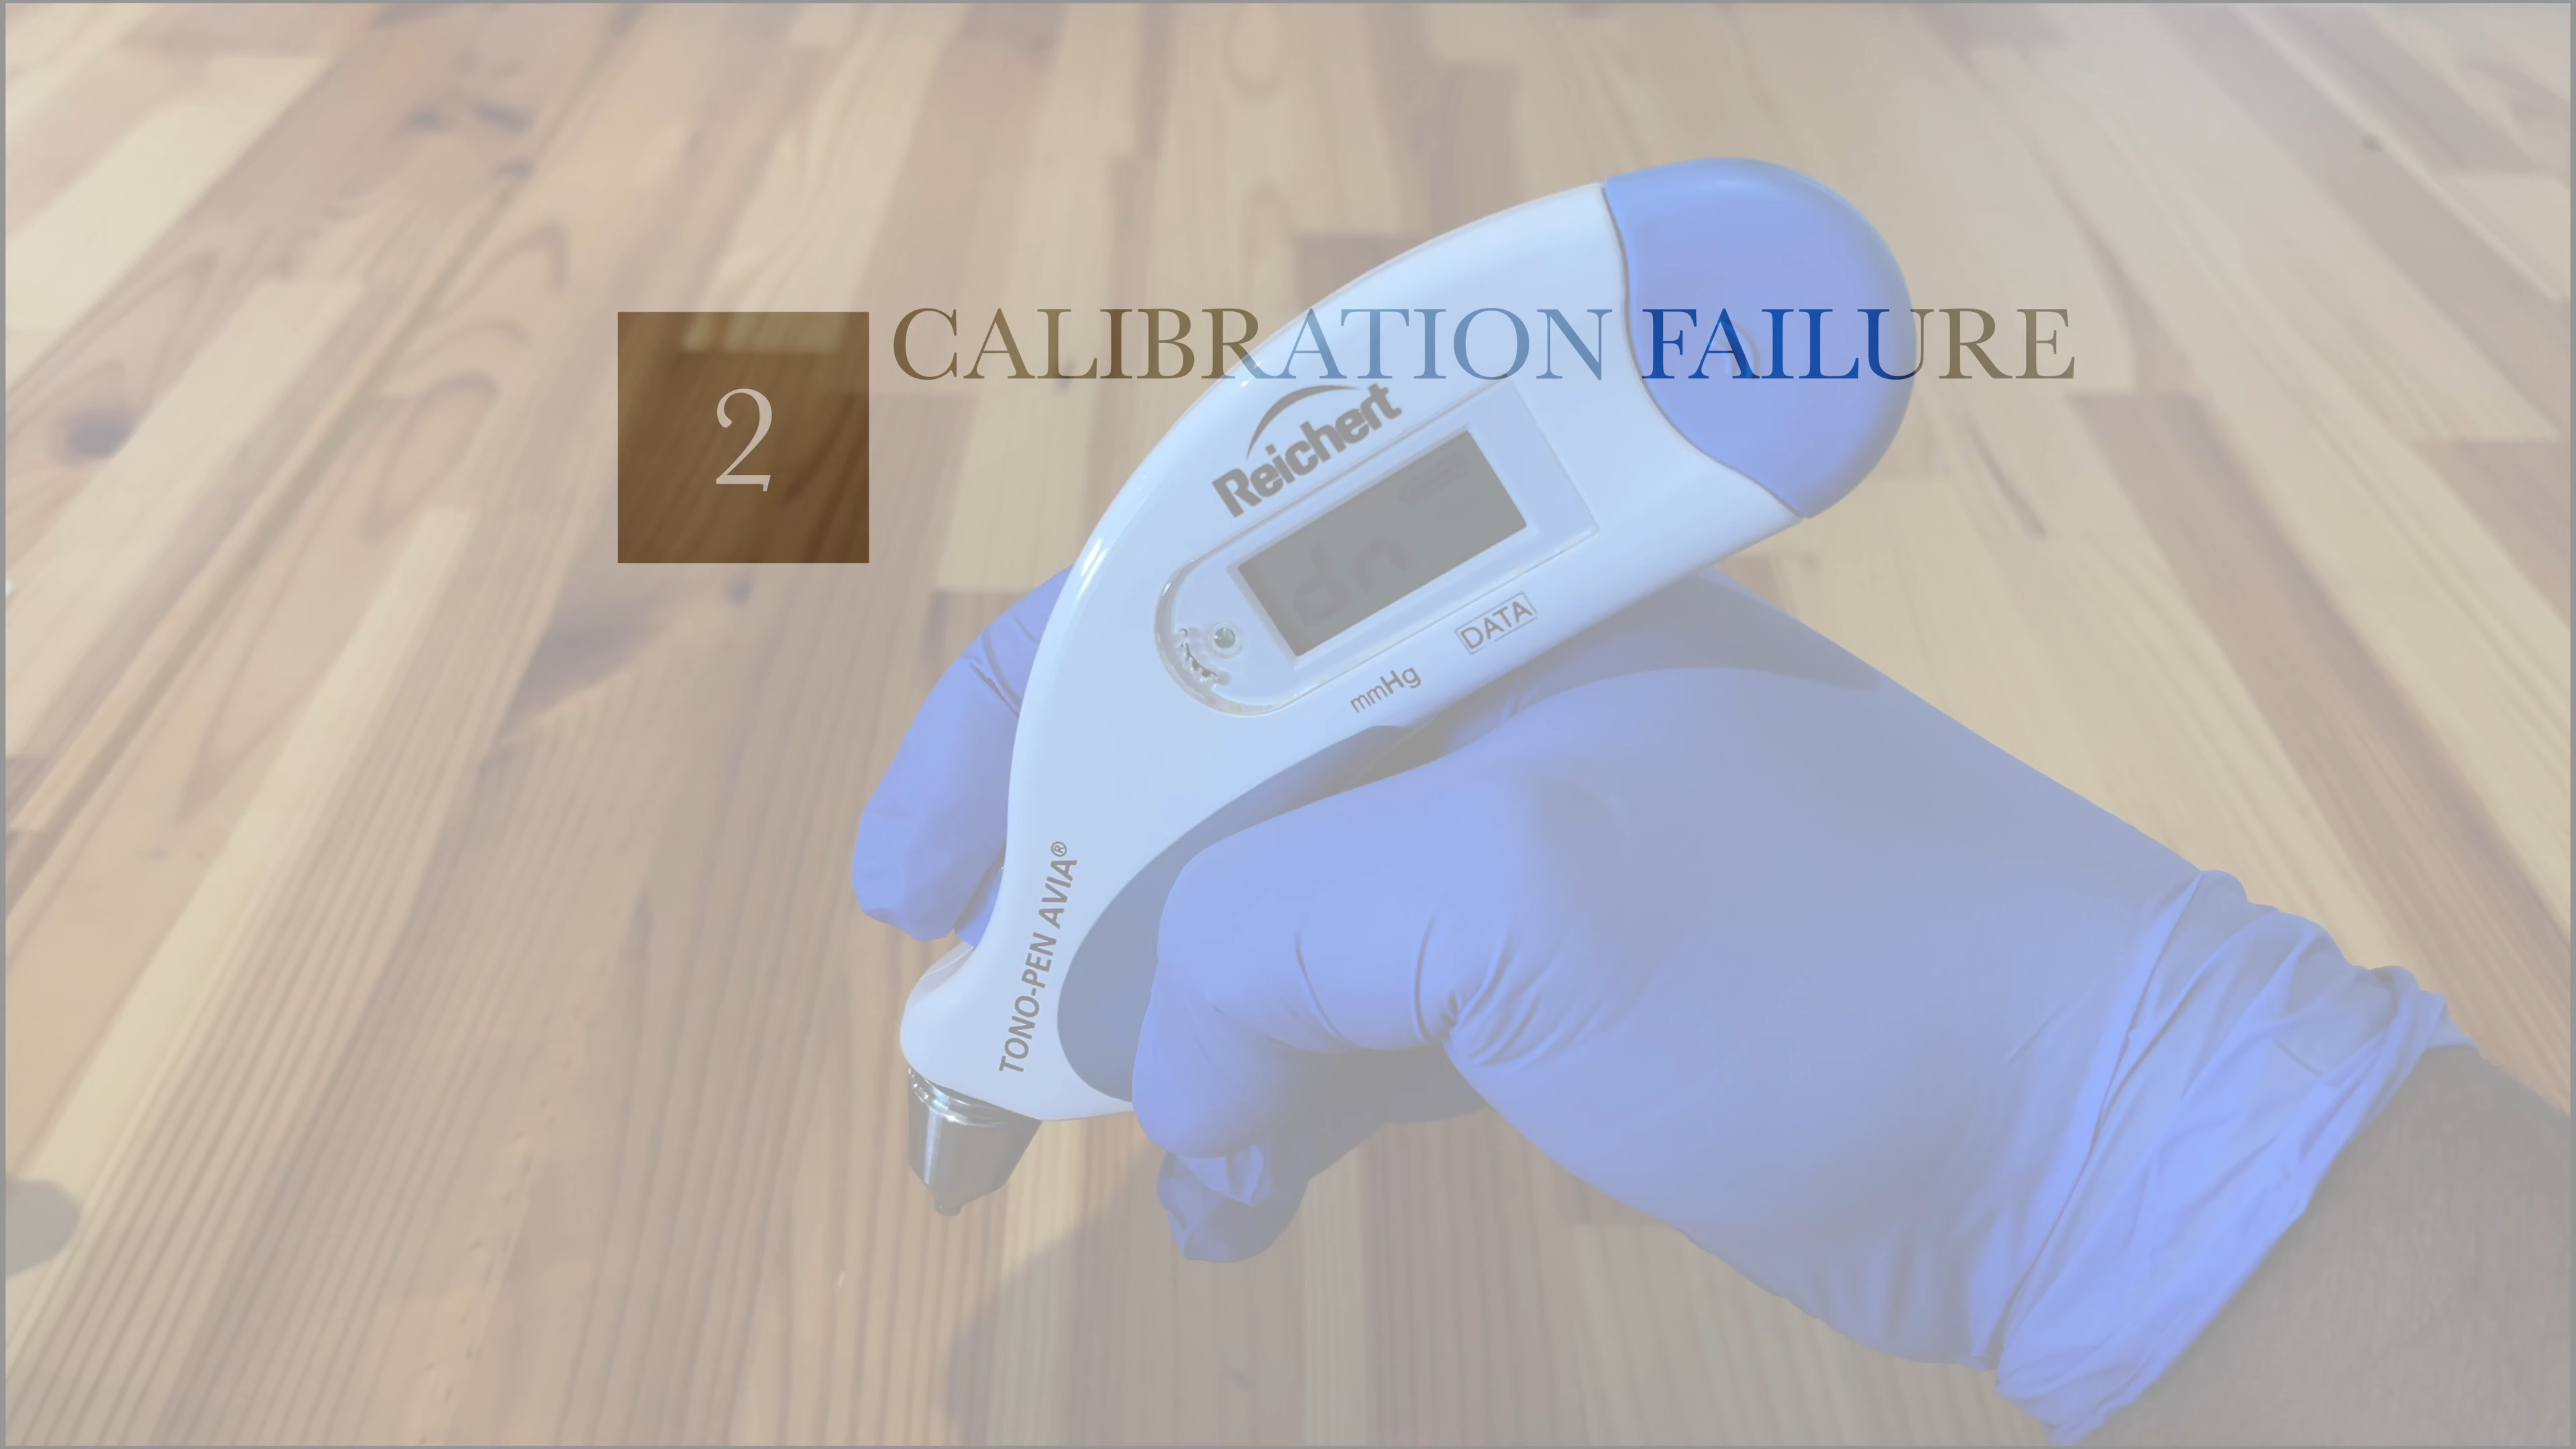 2
CALIBRATION FAILURE
Reichert
dn
DATA
mmHg
TONO-PEN AVIA®